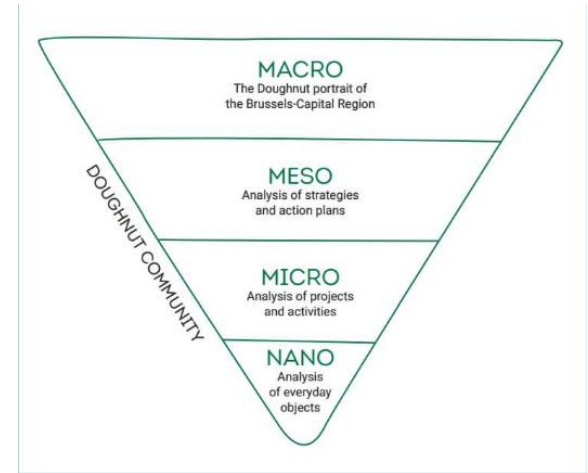 MACRO
The Doughnut portrait of
the Brussels-Capital Region
MESO
Analysis of strategies
and action plans
DOUGHNUT COMMUNITY
MICRO
Analysis of projects
and activities
NANO
Analysis
of everyday
objects